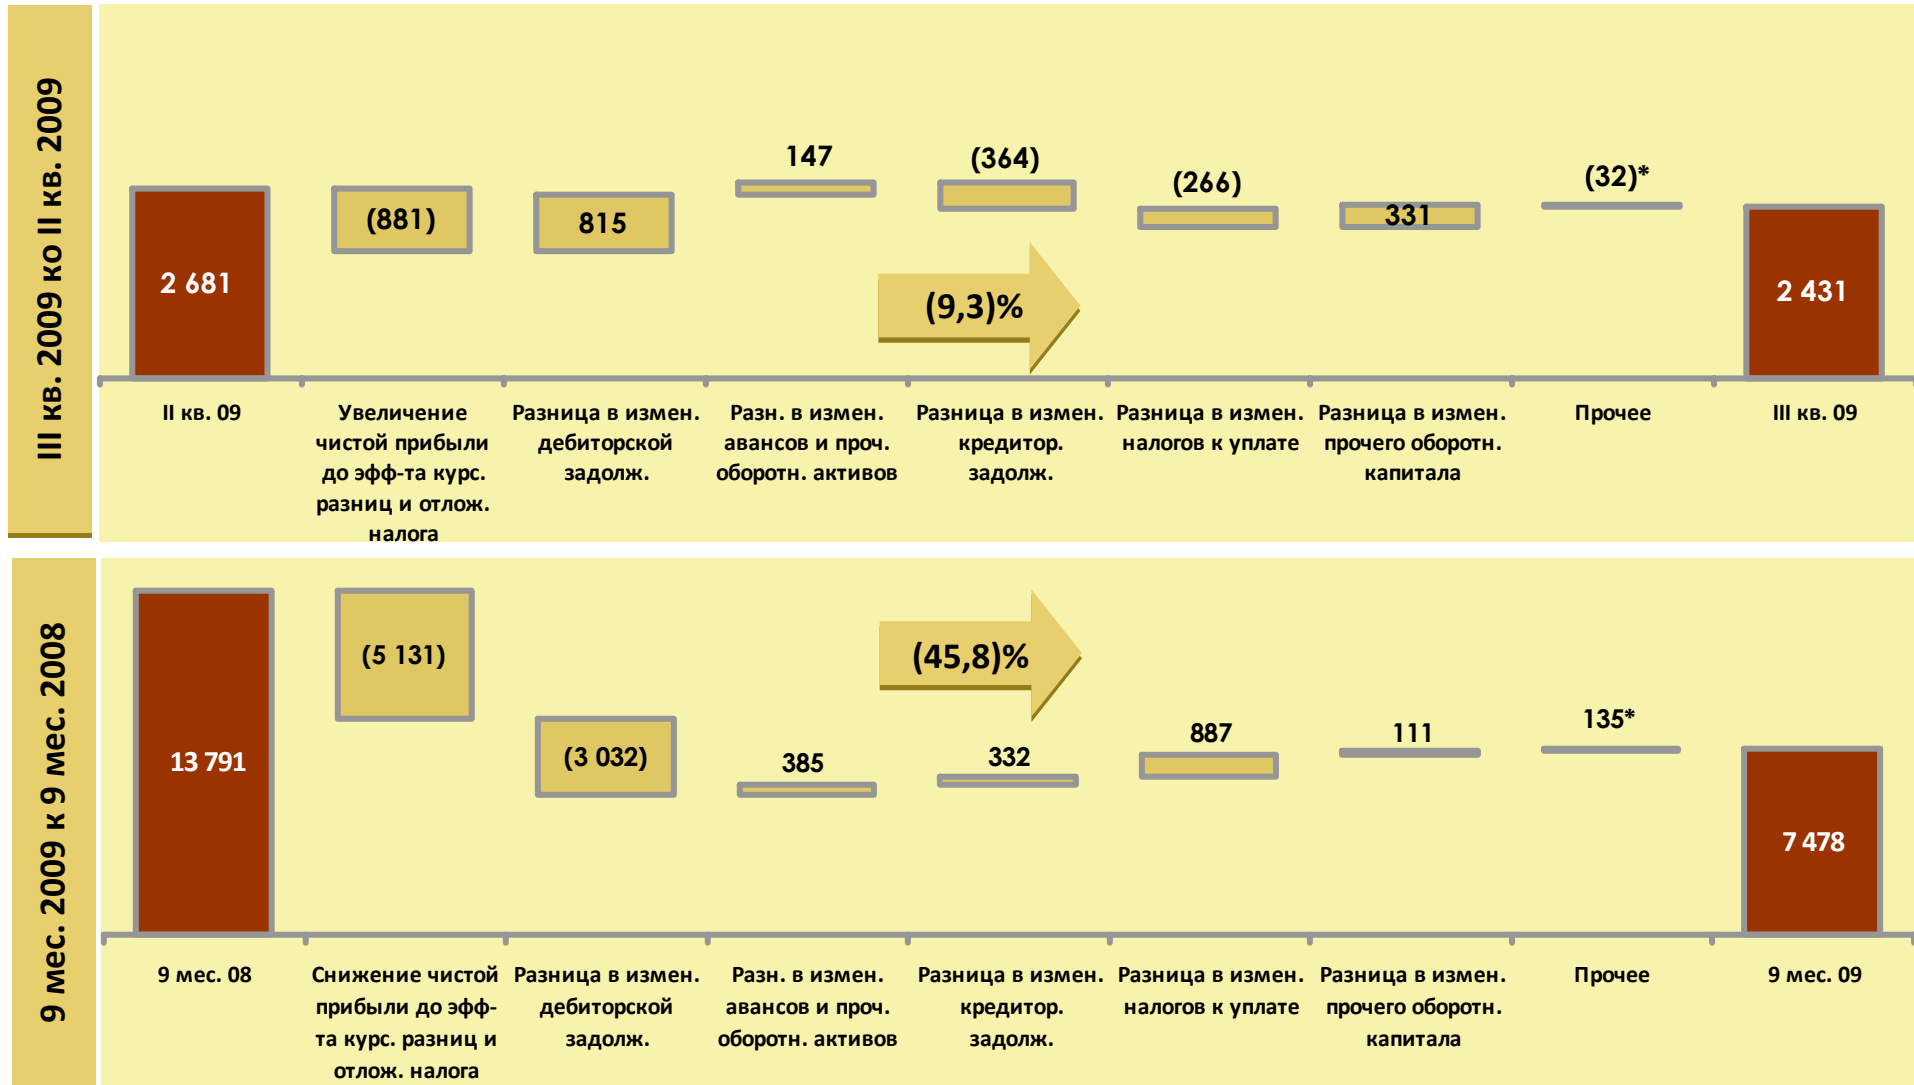 III кв. 2009 ко II кв. 2009
147
(364)
(266)
(32)*
(881)
815
331
2 681
2 431
(9,3)%
II кв. 09
Увеличение
чистой прибыли
до эфф-та курс.
разниц и отлож.
налога
Разница в измен.
дебиторской
задолж.
Разн. в измен.
авансов и проч.
оборотн. активов
Разница в измен.
кредитор.
задолж.
Разница в измен.
налогов к уплате
Разница в измен.
прочего оборотн.
капитала
Прочее
III кв. 09
9 мес. 2009 к 9 мес. 2008
(5 131)
(45,8)%
13 791
(3 032)
385
332
887
111
135*
7 478
9 мес. 08
Снижение чистой
прибыли до эфф-
та курс. разниц и
отлож. налога
Разница в измен.
дебиторской
задолж.
Разн. в измен.
авансов и проч.
оборотн. активов
Разница в измен.
кредитор.
задолж.
Разница в измен.
налогов к уплате
Разница в измен.
прочего оборотн.
капитала
Прочее
9 мес. 09